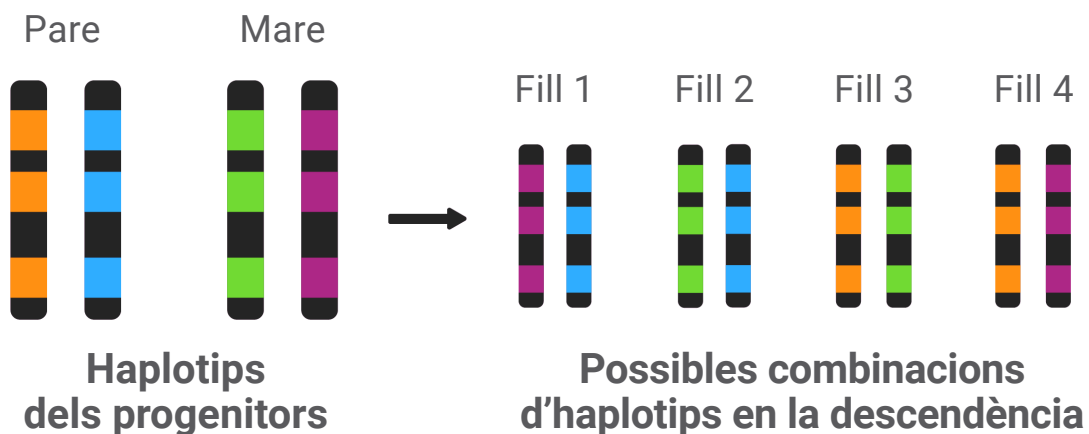 Pare
Mare
Haplotips
dels progenitors
Fill 1
Fill 2
Fill 3
Fill 4
Possibles combinacions
d’haplotips en la descendència